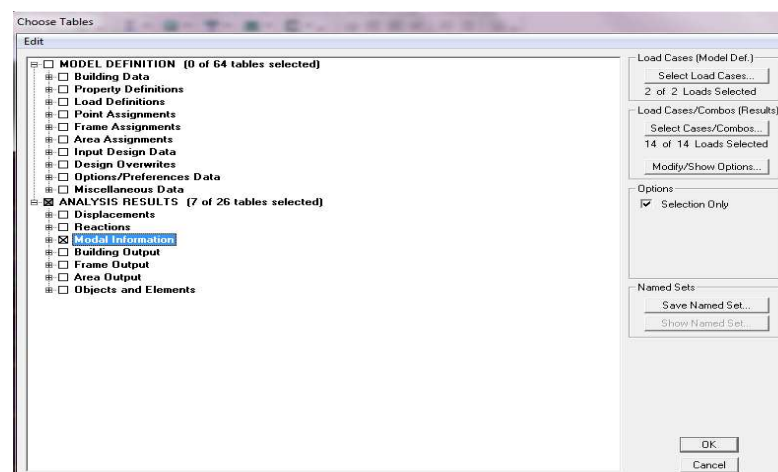 Choose Tables
Edit
MODEL DEFINITION (0 of 64 tables selected)
Building Data
Property Definitions
Load Definitions
Point Assignments
Frame Assignments
Area Assignments
Input Design Data
Design Overwrites
Options/Preferences Data
Miscellaneous Data
ANALYSIS RESULTS (7 of 26 tables selected)
Displacements
Reactions
Modal Information
Building Output
Frame Output
Area Output
Objects and Elements
Load Cases (Model Def.)
Select Load Cases...
2 of 2 Loads Selected
Load Cases/Combos (Results)
Select Cases/Combos...
14 of 14 Loads Selected
Modify/Show Options...
Options
Selection Only
Named Sets
Save Named Set...
Show Named Set...
OK
Cancel